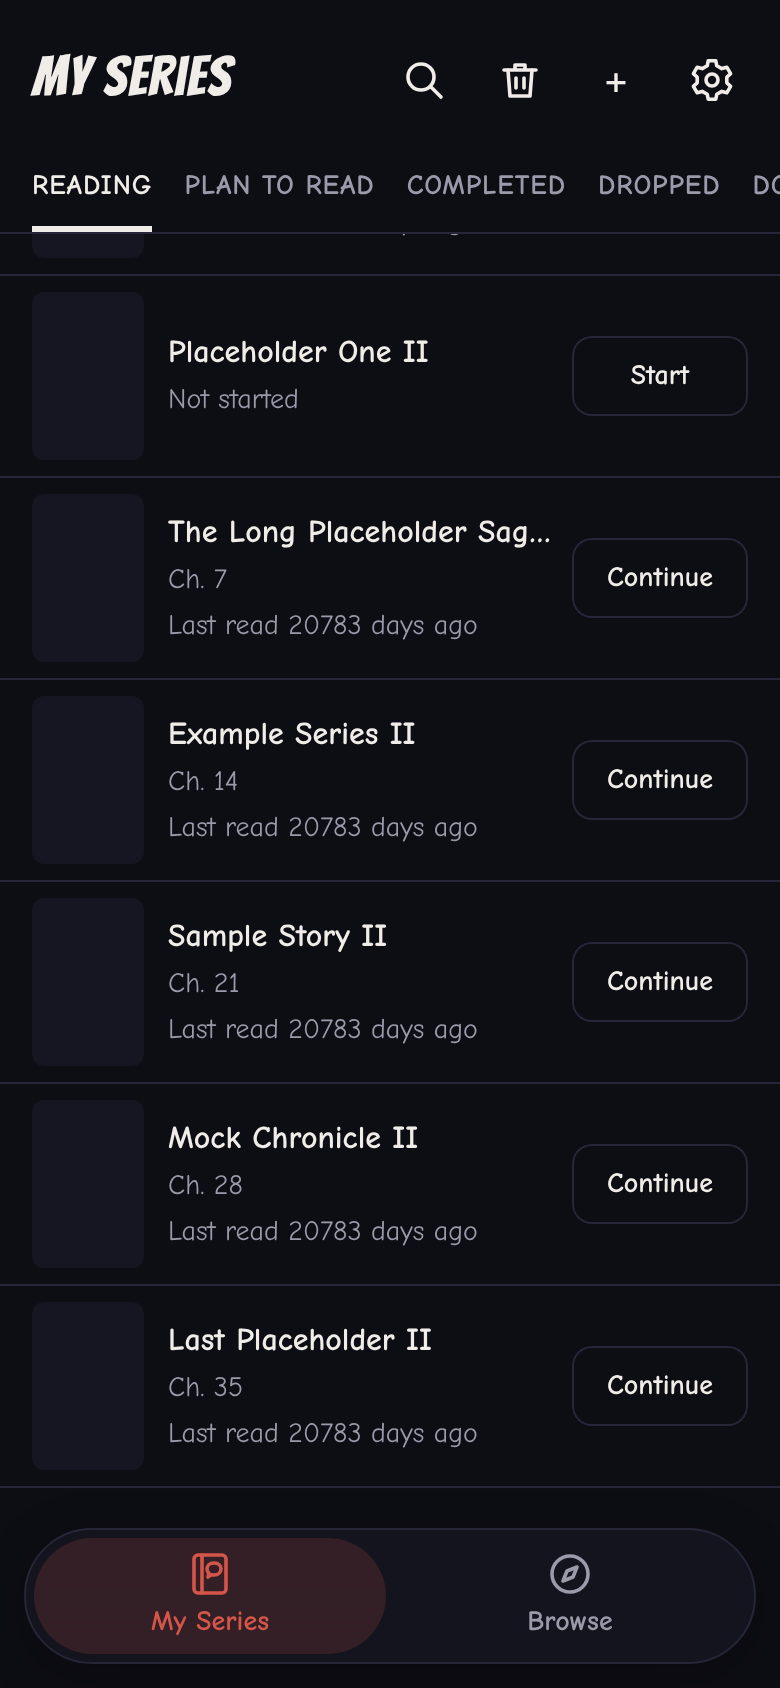 MY SERIES
+
READING PLAN TO READ COMPLETED DROPPED DO
Placeholder One II
Not started
Start
The Long Placeholder Sag...
Ch. 7
Last read 20783 days ago
Continue
Example Series II
Ch. 14
Last read 20783 days ago
Continue
Sample Story II
Ch. 21
Last read 20783 days ago
Continue
Mock Chronicle II
Ch. 28
Last read 20783 days ago
Continue
Last Placeholder II
Ch. 35
Last read 20783 days ago
Continue
My Series
Browse